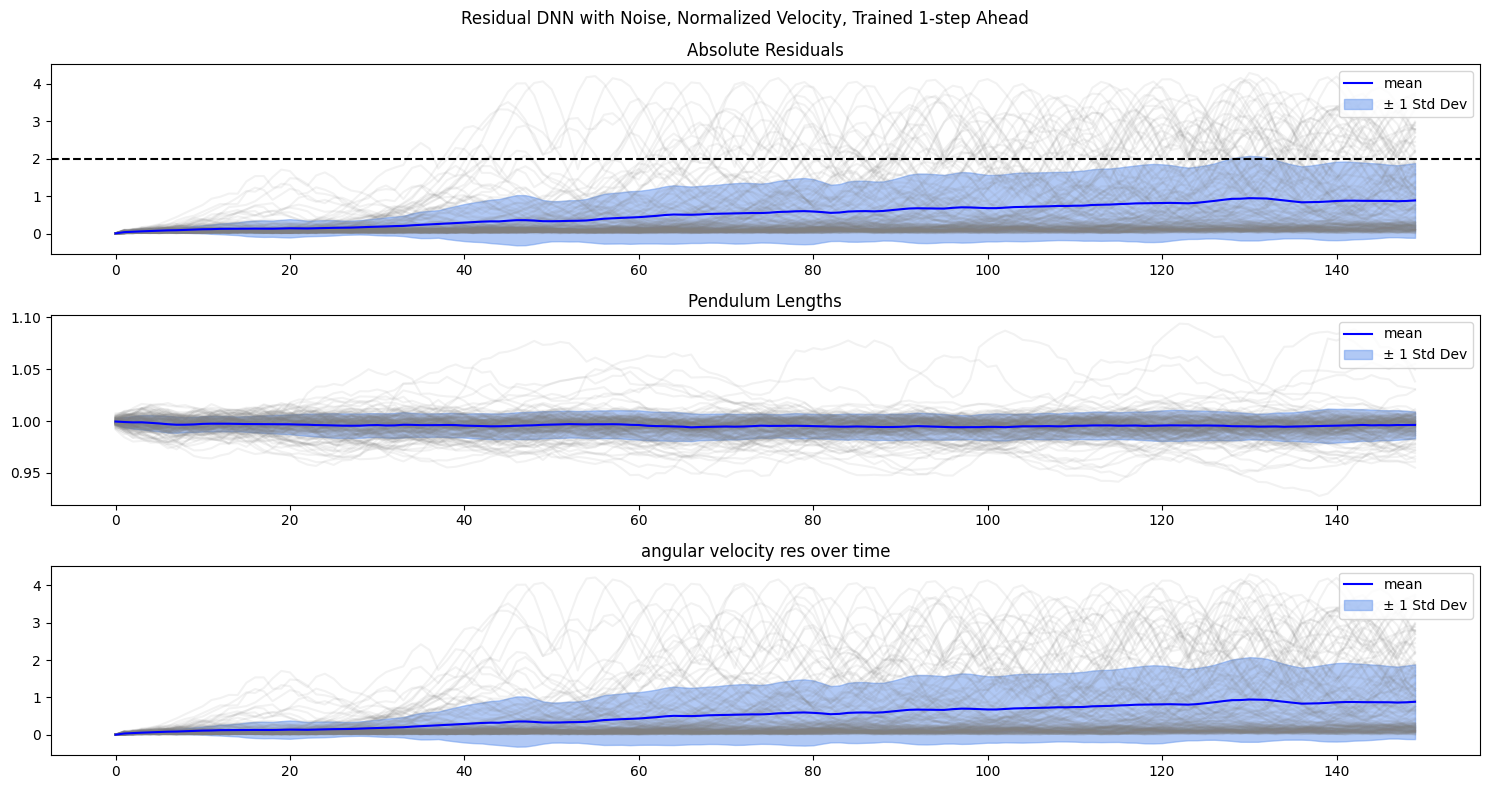 Residual DNN with Noise, Normalized Velocity, Trained 1-step Ahead
Absolute Residuals
4
3
2
1
0
mean
± 1 Std Dev
0 20 40 60 80 100 120 140
Pendulum Lengths
1.10
1.05
1.00
0.95
mean
± 1 Std Dev
0 20 40 60 80 100 120 140
angular velocity res over time
4
3
2
1
0
mean
± 1 Std Dev
0 20 40 60 80 100 120 140